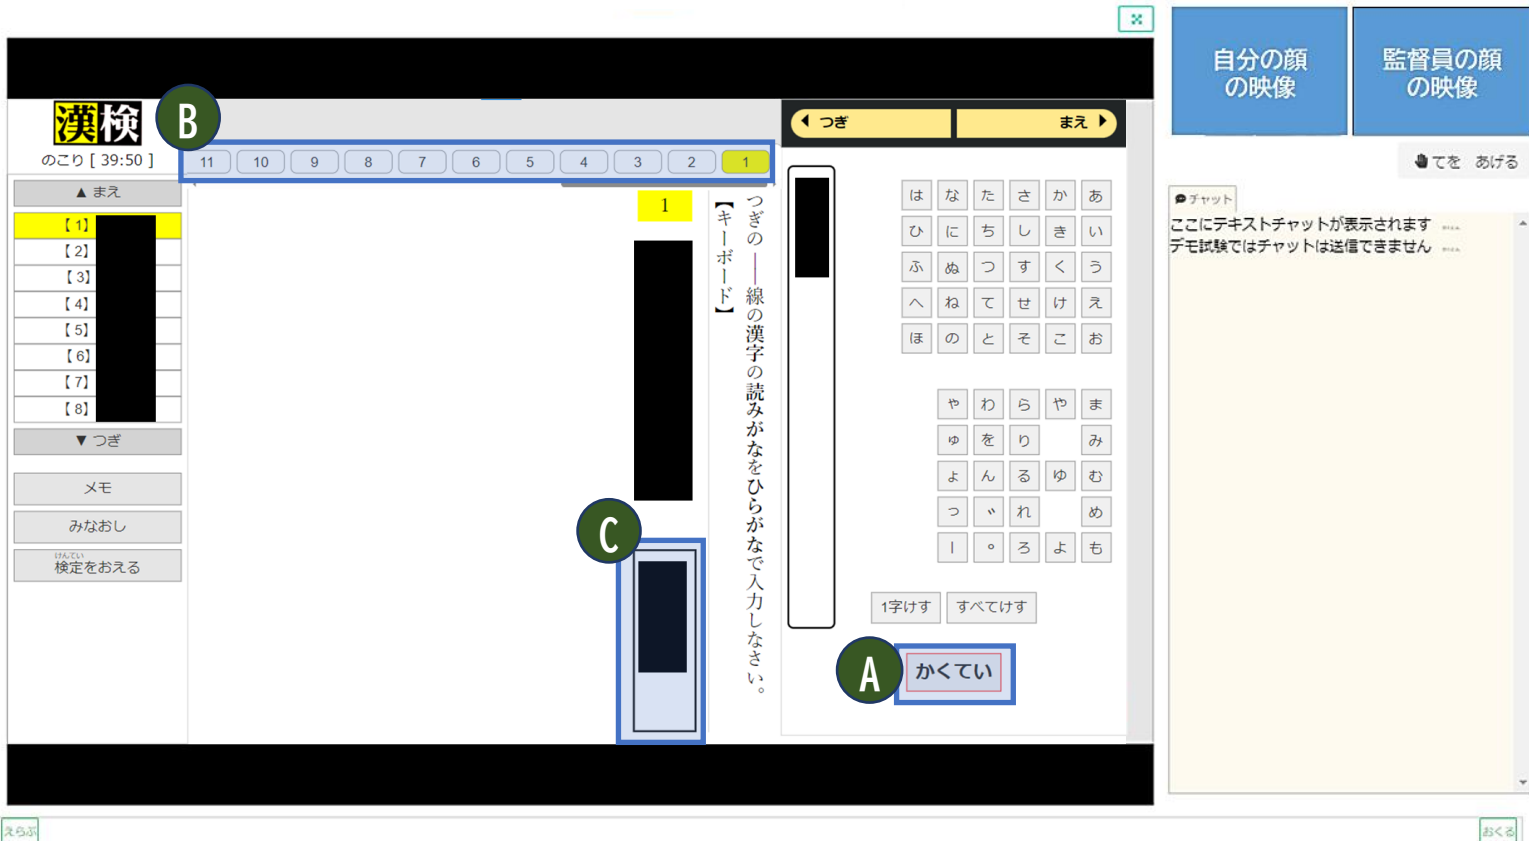 自分の顔
の映像
監督員の顔
の映像
漢検
のこり [ 39:50 ]
B
11 10 9 8 7 6 5 4 3 2 1
つぎ
まえ
てを あげる
▲ まえ
【 1】
【 2】
【 3】
【 4】
【 5】
【 6】
【 7】
【 8】
▼ つぎ
メモ
みなおし
けんてい
検定をおえる
つぎの ――線の漢字の読みがなをひらがなで入力しなさい。
【キーボード】
1
C
は な た さ か あ
ひ に ち し き い
ふ ぬ つ す く う
へ ね て せ け え
ほ の と そ こ お
ゃ わ ら や ま
ゅ を り み
ょ ん る ゆ む
っ ゛ れ め
ー ゜ ろ よ も
1字けす
すべてけす
A
かくてい
チャット
ここにテキストチャットが表示されます
デモ試験ではチャットは送信できません
えらぶ
おくる